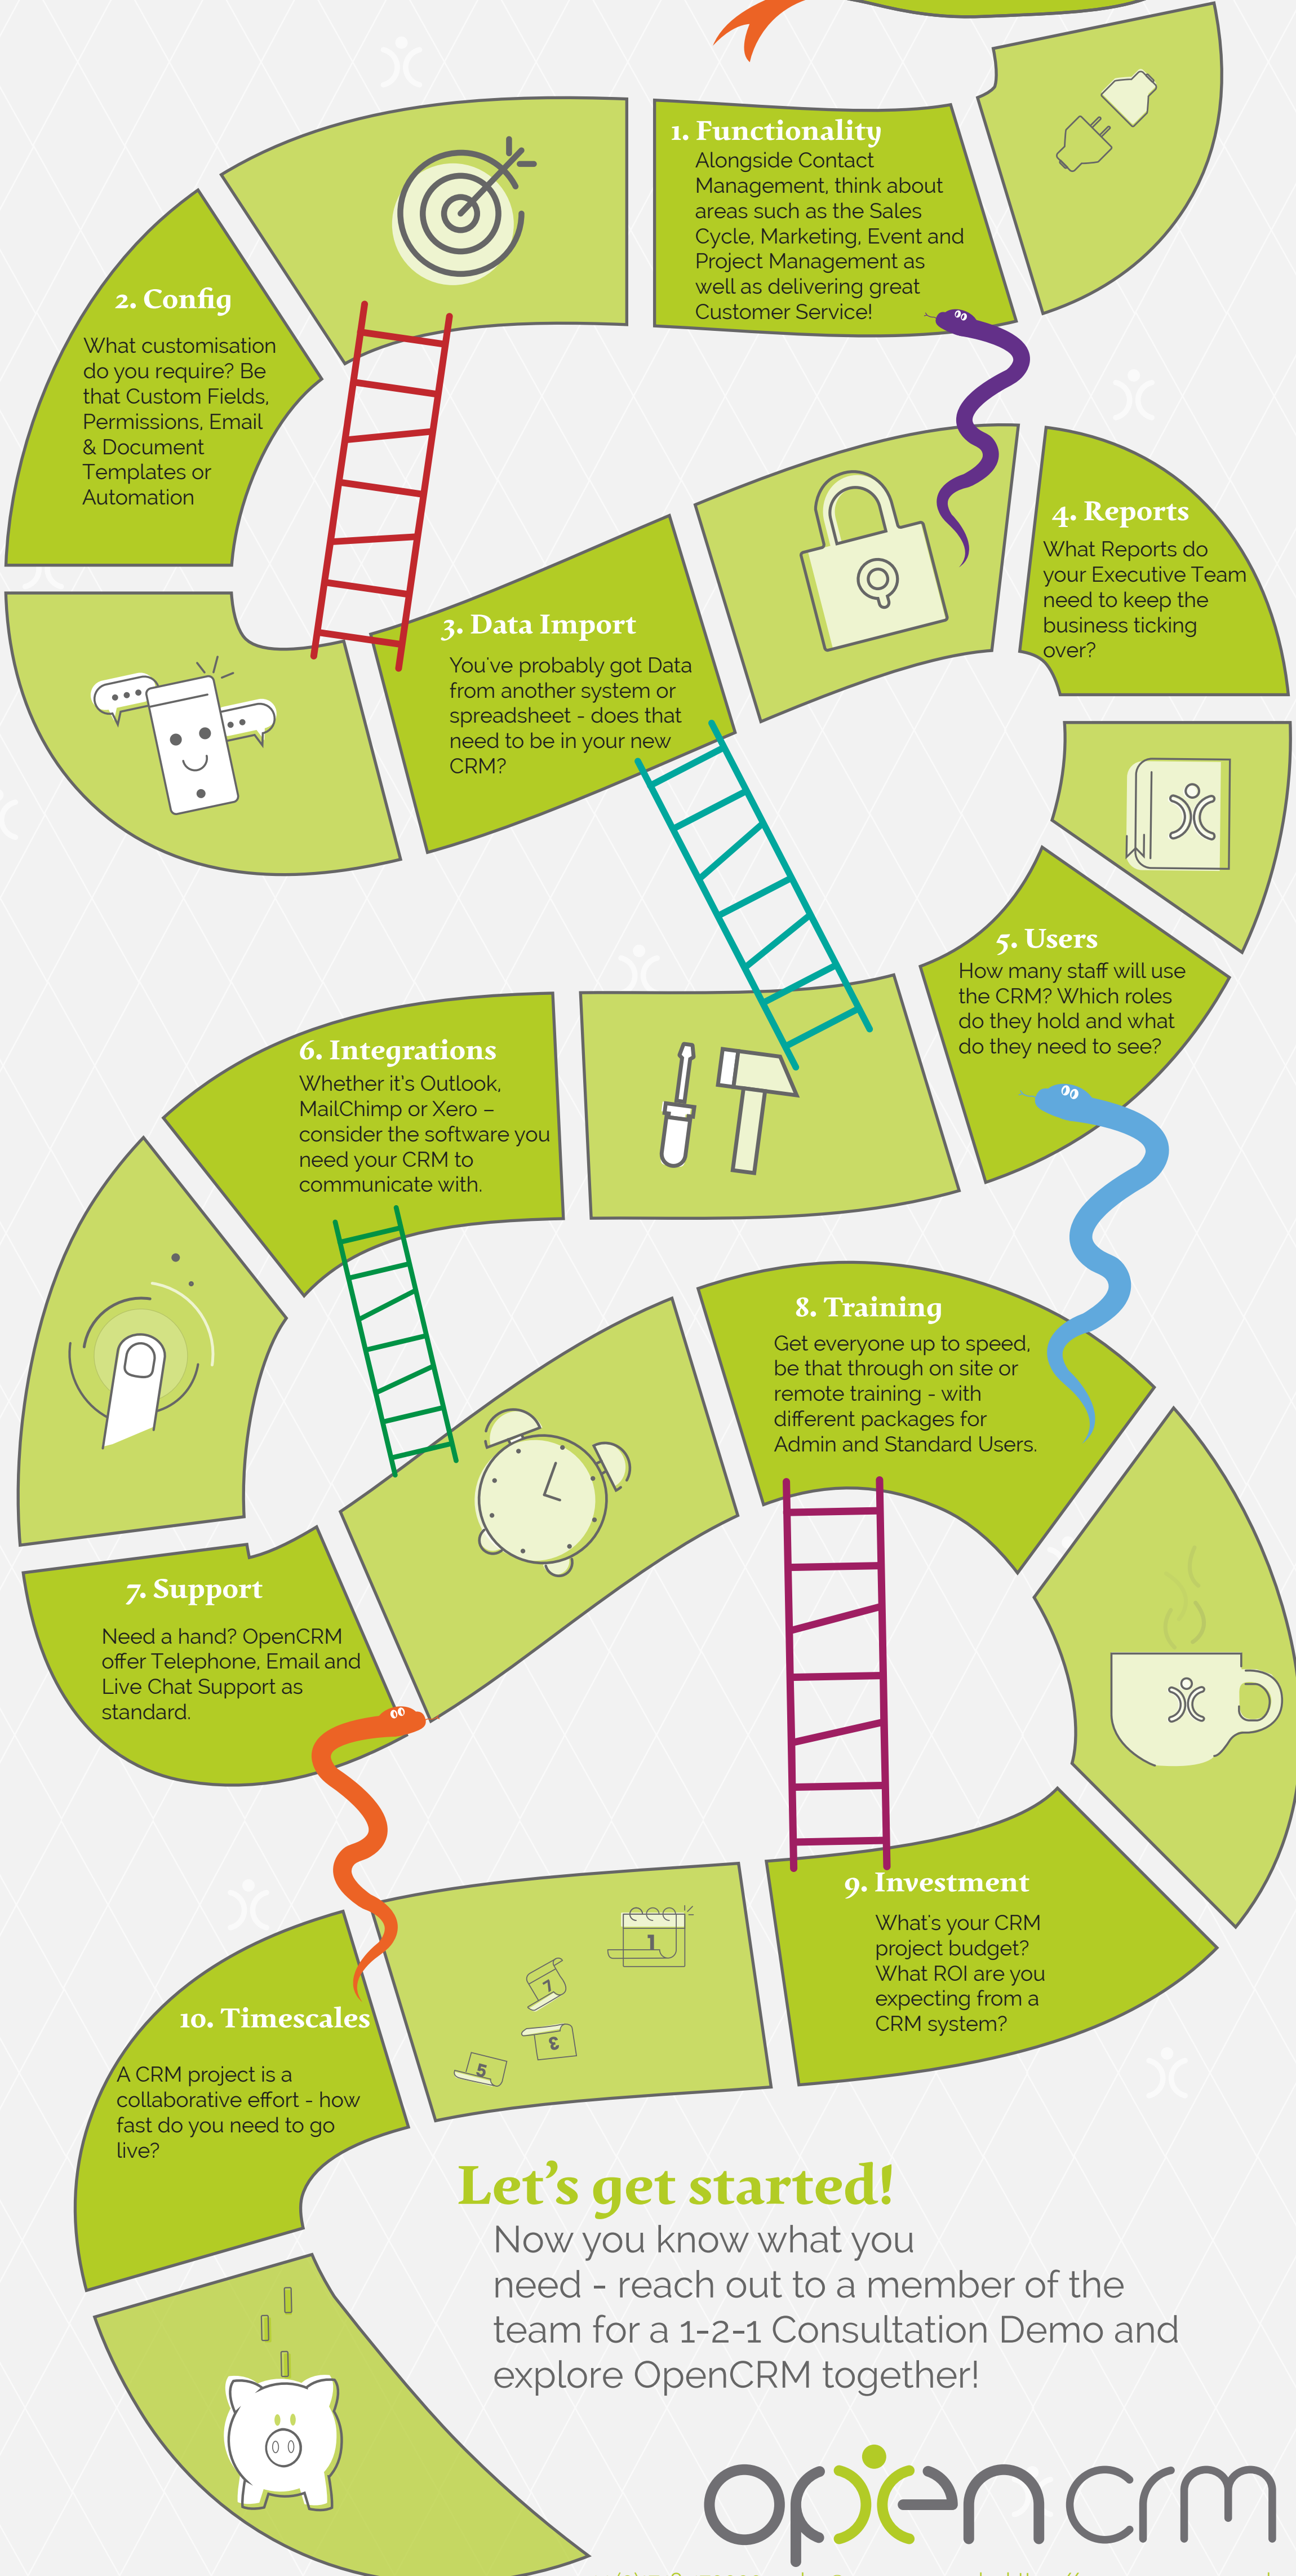 1. Functionality
Alongside Contact
Management, think about
areas such as the Sales
Cycle, Marketing, Event and
Project Management as
well as delivering great
Customer Service!
2. Config
What customisation
do you require? Be
that Custom Fields,
Permissions, Email
& Document
Templates or
Automation
3. Data Import
You've probably got Data
from another system or
spreadsheet - does that
need to be in your new
CRM?
4. Reports
What Reports do
your Executive Team
need to keep the
business ticking
over?
5. Users
How many staff will use
the CRM? Which roles
do they hold and what
do they need to see?
6. Integrations
Whether it's Outlook,
MailChimp or Xero –
consider the software you
need your CRM to
communicate with.
7. Support
Need a hand? OpenCRM
offer Telephone, Email and
Live Chat Support as
standard.
8. Training
Get everyone up to speed,
be that through on site or
remote training - with
different packages for
Admin and Standard Users.
9. Investment
What's your CRM
project budget?
What ROI are you
expecting from a
CRM system?
1
7
3
5
10. Timescales
A CRM project is a
collaborative effort - how
fast do you need to go
live?
Let's get started!
Now you know what you
need - reach out to a member of the
team for a 1-2-1 Consultation Demo and
explore OpenCRM together!
opencrm